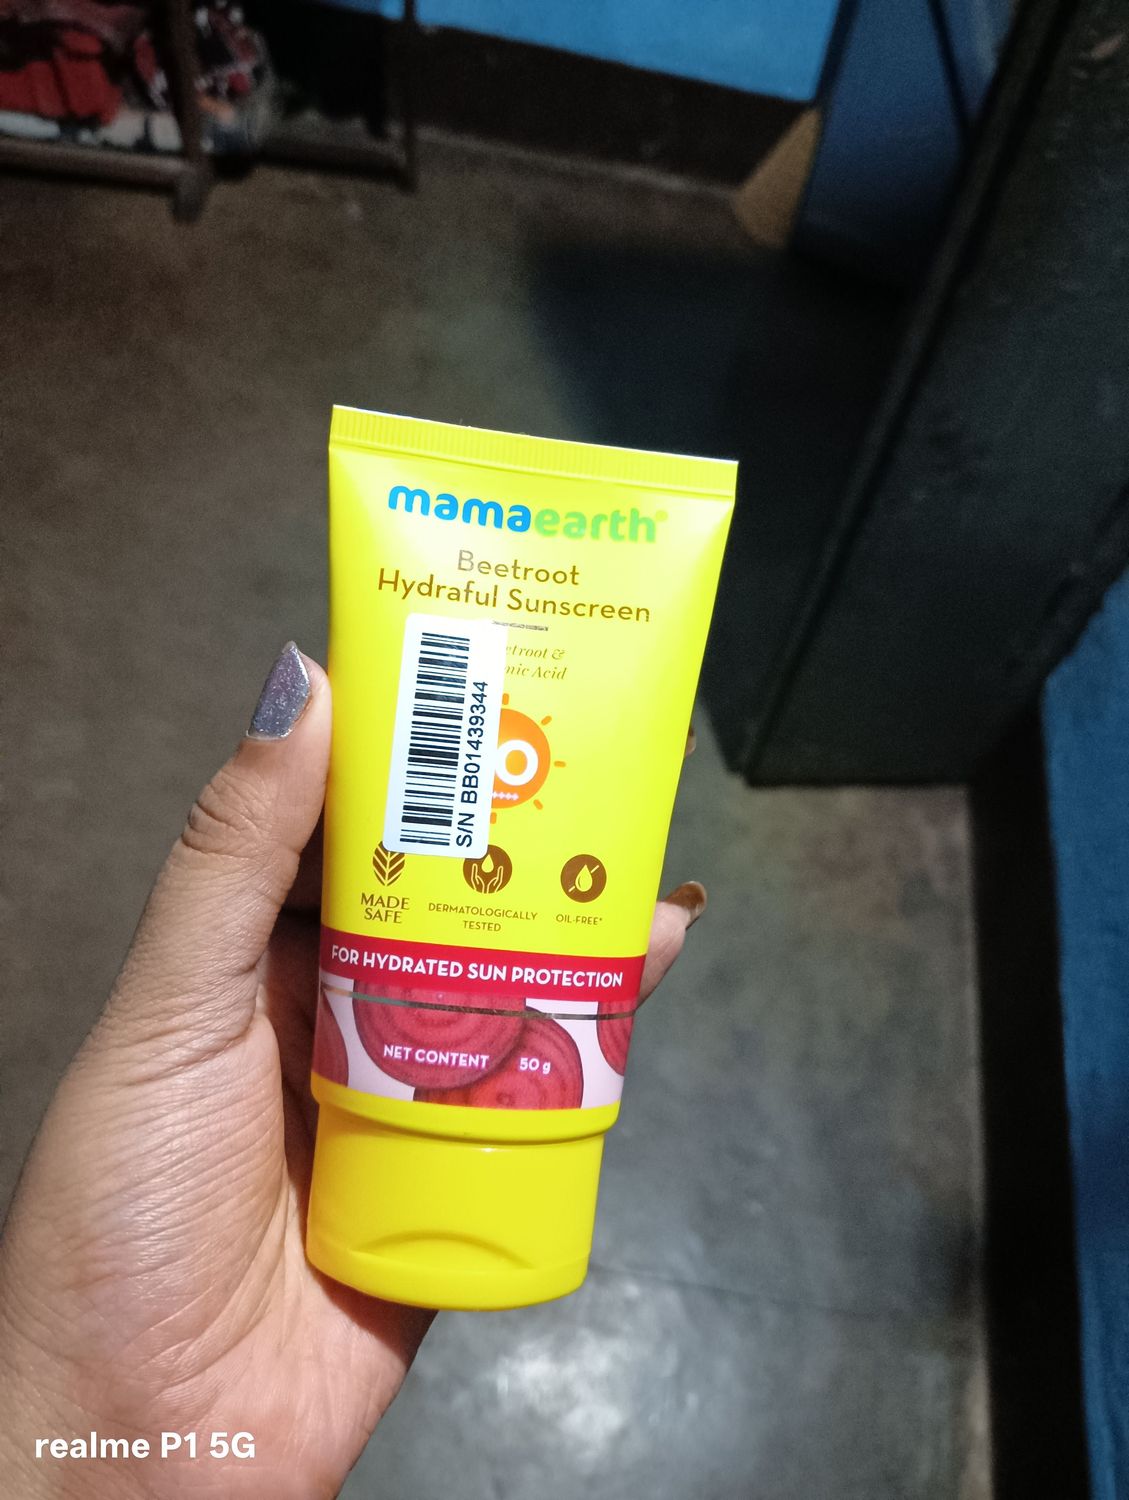 mamaearth®
Beetroot
Hydraful Sunscreen
&
Acid
S/N BB01439344
MADE
SAFE
DERMATOLOGICALLY
TESTED
OIL-FREE*
FOR HYDRATED SUN PROTECTION
NET CONTENT 50 g
realme P1 5G